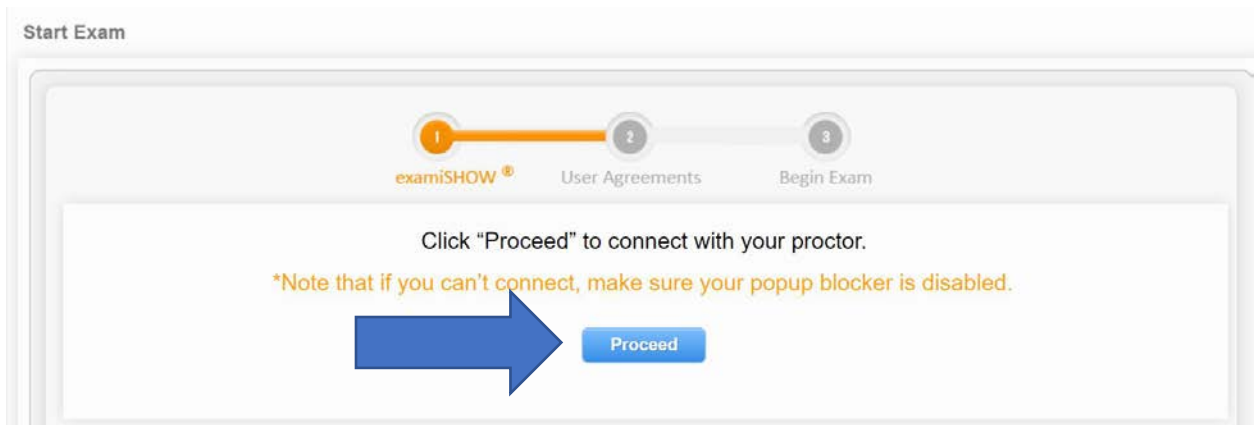 Start Exam
1 2 3
examiSHOW ® User Agreements Begin Exam
Click “Proceed” to connect with your proctor.
*Note that if you can’t connect, make sure your popup blocker is disabled.
Proceed